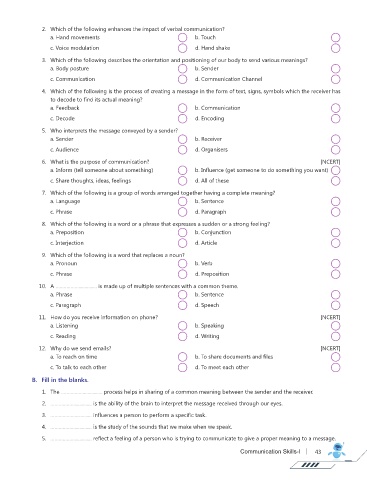 2. Which of the following enhances the impact of verbal communication?
a. Hand movements b. Touch
c. Voice modulation d. Hand shake
3. Which of the following describes the orientation and positioning of our body to send various meanings?
a. Body posture b. Sender
c. Communication d. Communication Channel
4. Which of the following is the process of creating a message in the form of text, signs, symbols which the receiver has
to decode to find its actual meaning?
a. Feedback b. Communication
c. Decode d. Encoding
5. Who interprets the message conveyed by a sender?
a. Sender b. Receiver
c. Audience d. Organisers
6. What is the purpose of communication? [NCERT]
a. Inform (tell someone about something) b. Influence (get someone to do something you want)
c. Share thoughts, ideas, feelings d. All of these
7. Which of the following is a group of words arranged together having a complete meaning?
a. Language b. Sentence
c. Phrase d. Paragraph
8. Which of the following is a word or a phrase that expresses a sudden or a strong feeling?
a. Preposition b. Conjunction
c. Interjection d. Article
9. Which of the following is a word that replaces a noun?
a. Pronoun b. Verb
c. Phrase d. Preposition
10. A ........................ is made up of multiple sentences with a common theme.
a. Phrase b. Sentence
c. Paragraph d. Speech
11. How do you receive information on phone? [NCERT]
a. Listening b. Speaking
c. Reading d. Writing
12. Why do we send emails? [NCERT]
a. To reach on time b. To share documents and files
c. To talk to each other d. To meet each other
B. Fill in the blanks.
1. The ........................ process helps in sharing of a common meaning between the sender and the receiver.
2. ........................ is the ability of the brain to interpret the message received through our eyes.
3. ........................ influences a person to perform a specific task.
4. ........................ is the study of the sounds that we make when we speak.
5. ........................ reflect a feeling of a person who is trying to communicate to give a proper meaning to a message.
Communication Skills-I | 43